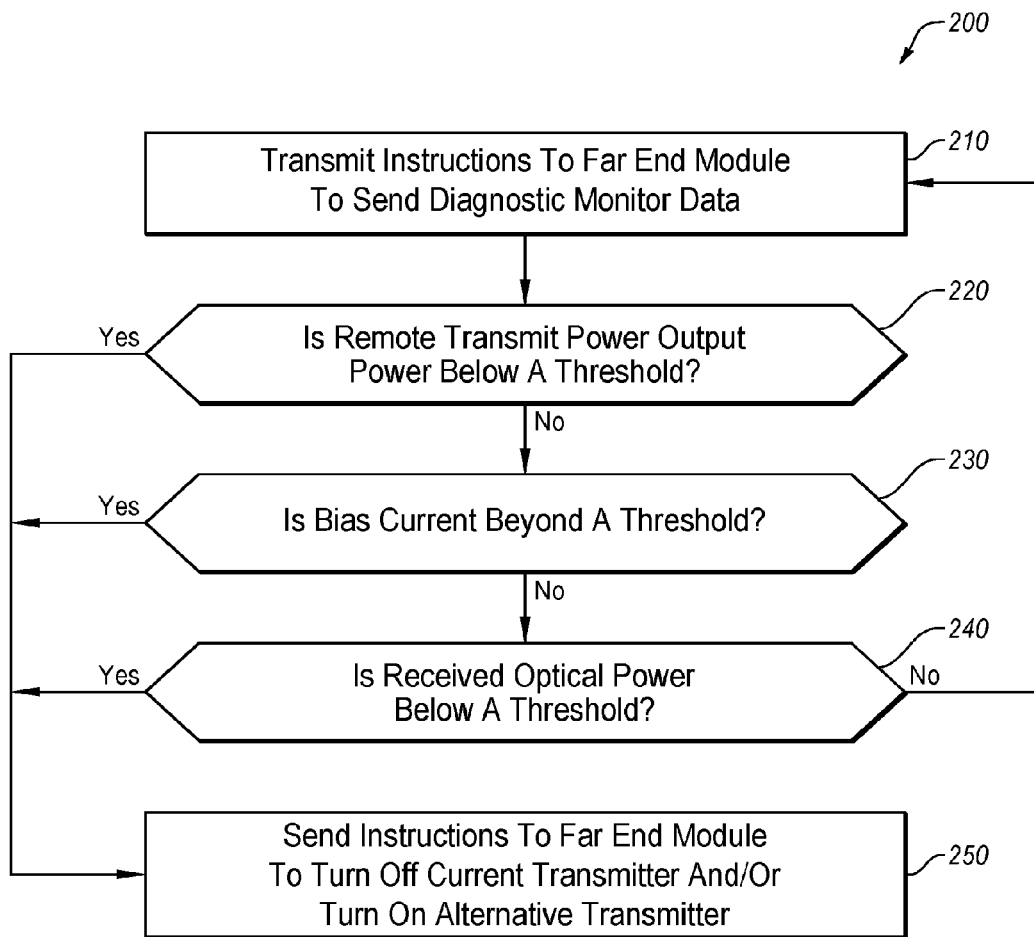 200
210
Transmit Instructions To Far End Module
To Send Diagnostic Monitor Data
220
Yes
Is Remote Transmit Power Output
Power Below A Threshold?
No
230
Yes
Is Bias Current Beyond A Threshold?
No
240
Yes
Is Received Optical Power
Below A Threshold?
No
Send Instructions To Far End Module
To Turn Off Current Transmitter And/Or
Turn On Alternative Transmitter
250